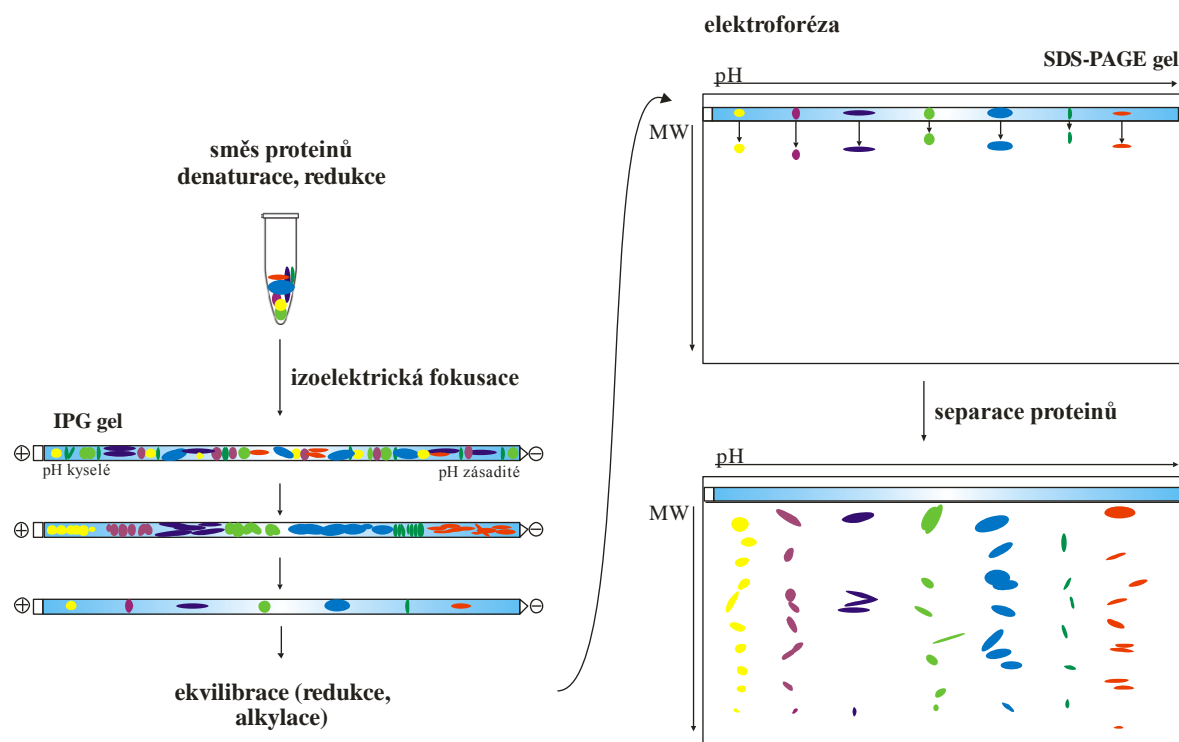 směs proteinů
denaturace, redukce
izoelektrická fokusace
IPG gel
+
−
pH kyselé
pH zásadité
+
−
+
−
ekvilibrace (redukce,
alkylace)
elektroforéza
SDS-PAGE gel
pH
MW
separace proteinů
pH
MW